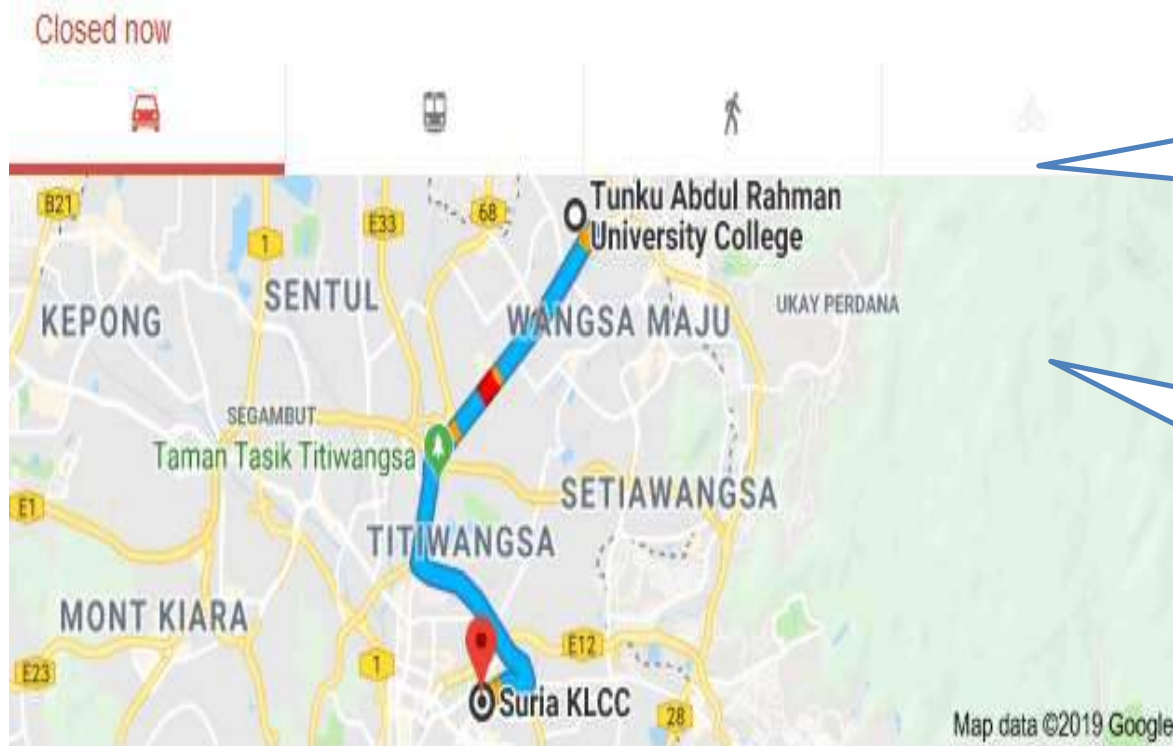 Closed now
Tunku Abdul Rahman
University College
B21
1
E33
68
KEPONG
SENTUL
WANGSA MAJU
UKAY PERDANA
SEGAMBUT
Taman Tasik Titiwangsa
E1
SETIAWANGSA
TITIWANGSA
MONT KIARA
E23
1
E12
Suria KLCC
28
Map data ©2019 Google